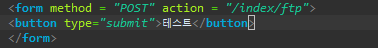 <form method = "POST" action = "/index/ftp">
<button type="submit">테스트</button>
</form>